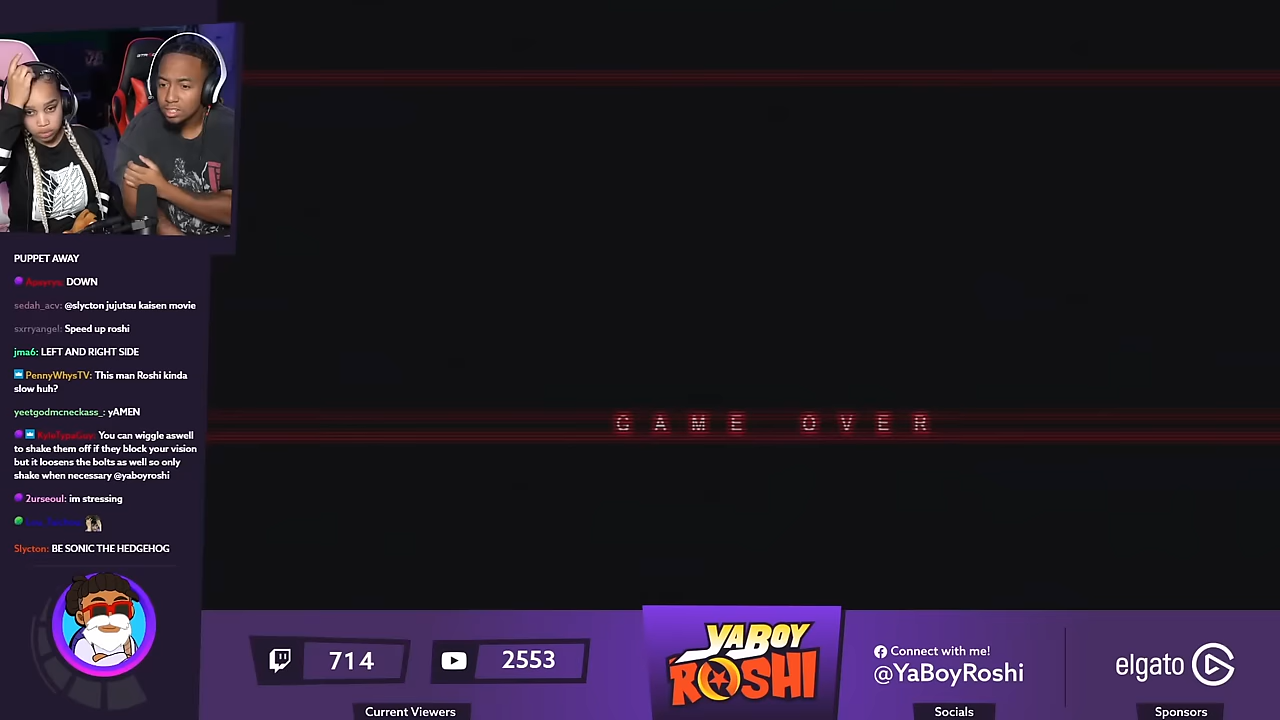 PUPPET AWAY
Apayrys: DOWN
sedah_acv: @slycton jujutsu kaisen movie
sxrryangel: Speed up roshi
jma6: LEFT AND RIGHT SIDE
PennyWhysTV: This man Roshi kinda
slow huh?
yeetgodmcneckass_: yAMEN
KyleTypeGuy: You can wiggle aswell
to shake them off if they block your vision
but it loosens the bolts as well so only
shake when necessary @yaboyroshi
2urseoul: im stressing
Slycton: BE SONIC THE HEDGEHOG
GAME OVER
714
2553
Current Viewers
YABOY
ROSHI
Connect with me!
@YaBoyRoshi
Socials
elgato
Sponsors